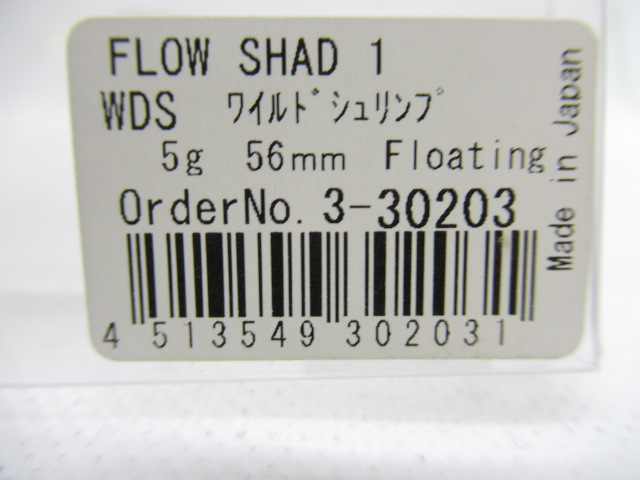 FLOW SHAD 1
WDS ﾜｲﾙﾄﾞｼｭﾘﾝﾌﾟ
5g 56mm Floating
OrderNo. 3-30203
4 513549 302031
Made in Japan